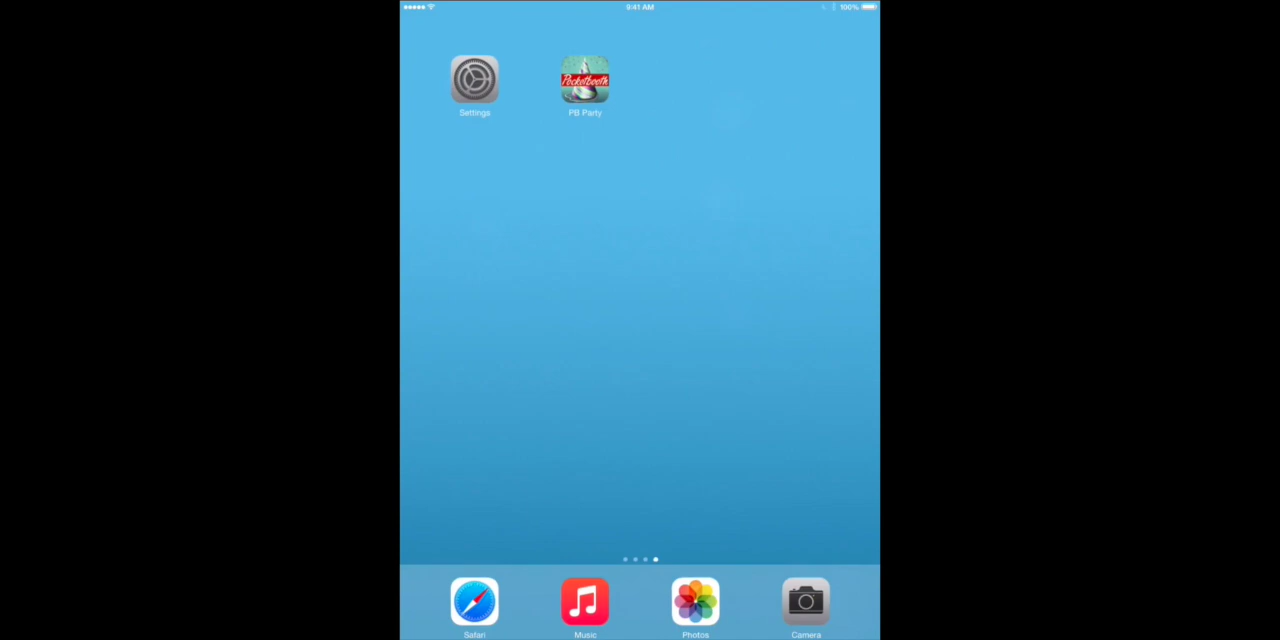 9:41 AM
100%
Pocketbooth
Settings
PB Party
Safari
Music
Photos
Camera